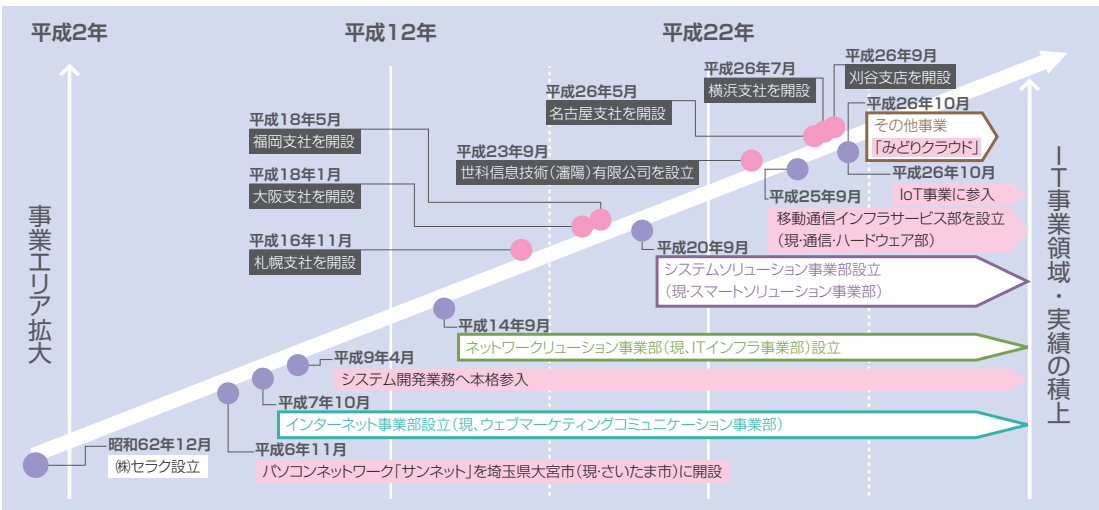 平成2年
平成12年
平成22年
事業エリア拡大
IT事業領域・実績の積上
昭和62年12月
㈱セラク設立
平成6年11月
パソコンネットワーク「サンネット」を埼玉県大宮市(現・さいたま市)に開設
平成7年10月
インターネット事業部設立(現、ウェブマーケティングコミュニケーション事業部)
平成9年4月
システム開発業務へ本格参入
平成14年9月
ネットワークリューション事業部(現、ITインフラ事業部)設立
平成16年11月
札幌支社を開設
平成18年1月
大阪支社を開設
平成18年5月
福岡支社を開設
平成20年9月
システムソリューション事業部設立
(現・スマートソリューション事業部)
平成23年9月
世科信息技術(瀋陽)有限公司を設立
平成25年9月
移動通信インフラサービス部を設立
(現・通信・ハードウェア部)
平成26年5月
名古屋支社を開設
平成26年7月
横浜支社を開設
平成26年9月
刈谷支店を開設
平成26年10月
その他事業
「みどりクラウド」
平成26年10月
IoT事業に参入